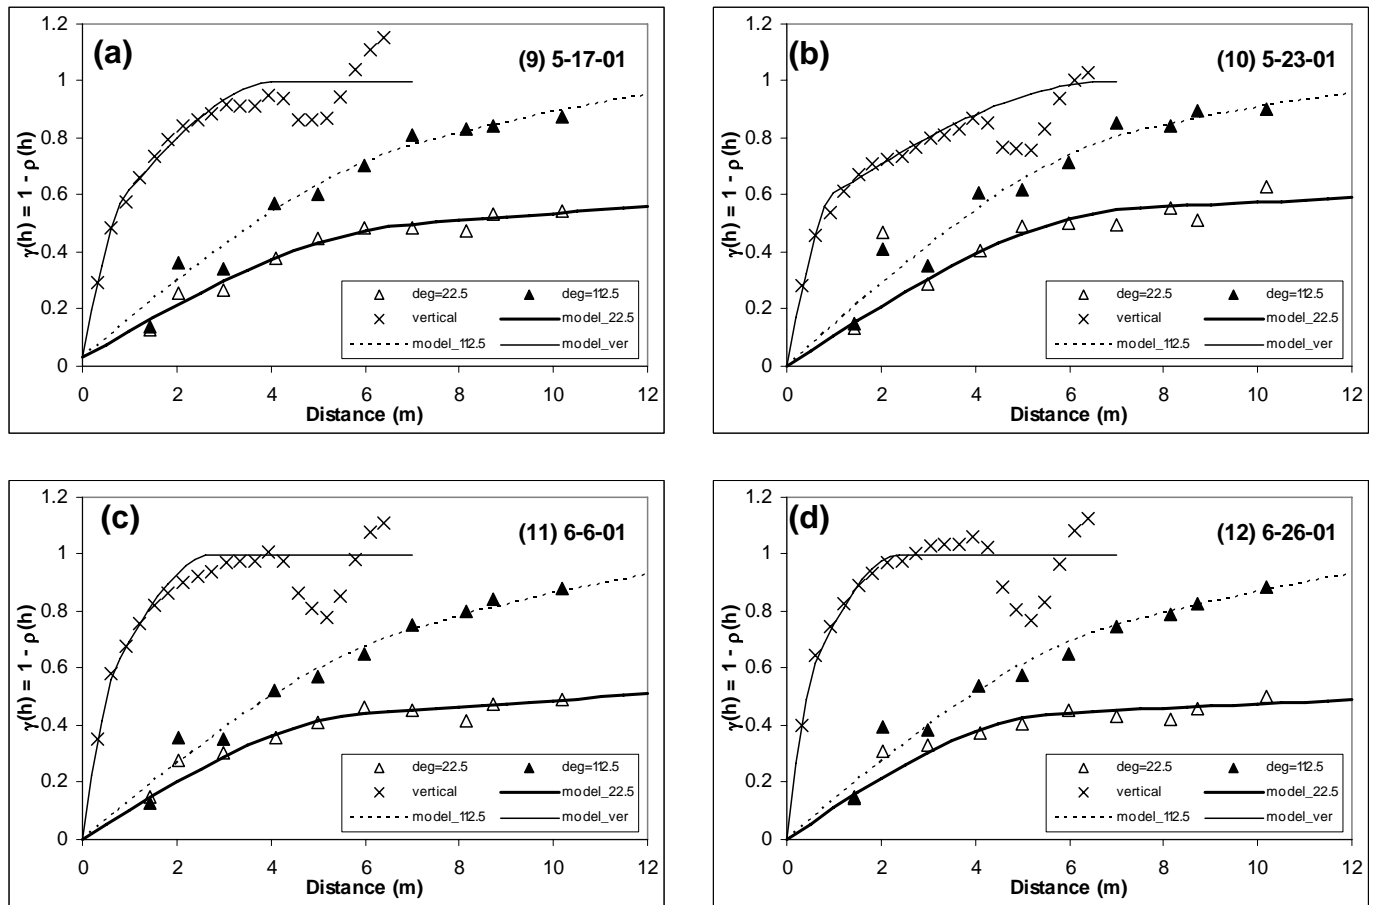 (a)
(9) 5-17-01
γ(h) = 1 - ρ(h)
1.2
1
0.8
0.6
0.4
0.2
0
deg=22.5 deg=112.5
vertical model_22.5
model_112.5 model_ver
0 2 4 6 8 10 12
Distance (m)
(b)
(10) 5-23-01
γ(h) = 1 - ρ(h)
1.2
1
0.8
0.6
0.4
0.2
0
deg=22.5 deg=112.5
vertical model_22.5
model_112.5 model_ver
0 2 4 6 8 10 12
Distance (m)
(c)
(11) 6-6-01
γ(h) = 1 - ρ(h)
1.2
1
0.8
0.6
0.4
0.2
0
deg=22.5 deg=112.5
vertical model_22.5
model_112.5 model_ver
0 2 4 6 8 10 12
Distance (m)
(d)
(12) 6-26-01
γ(h) = 1 - ρ(h)
1.2
1
0.8
0.6
0.4
0.2
0
deg=22.5 deg=112.5
vertical model_22.5
model_112.5 model_ver
0 2 4 6 8 10 12
Distance (m)